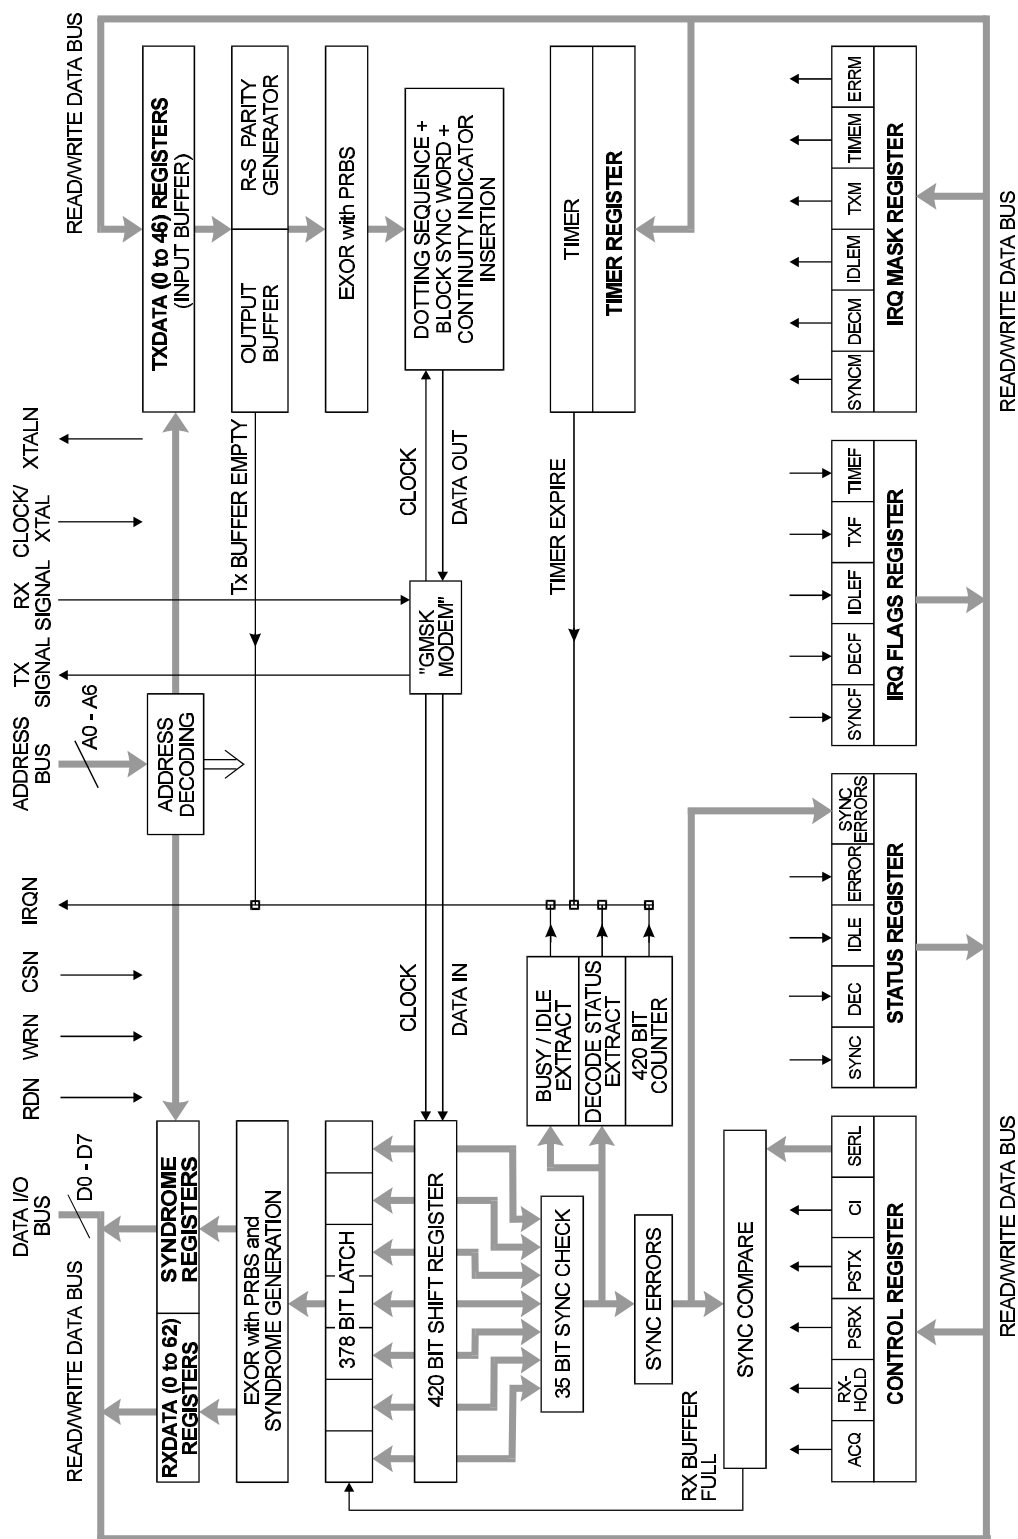 DATA I/O
BUS
D0 - D7
RDN
WRN
CSN
IRQN
ADDRESS
BUS
A0 - A6
TX
SIGNAL
RX
SIGNAL
CLOCK/
XTAL
XTALN
READ/WRITE DATA BUS
READ/WRITE DATA BUS
RXDATA (0 to 62)
REGISTERS
SYNDROME
REGISTERS
ADDRESS
DECODING
TXDATA (0 to 46) REGISTERS
(INPUT BUFFER)
EXOR with PRBS and
SYNDROME GENERATION
Tx BUFFER EMPTY
OUTPUT
BUFFER
R-S PARITY
GENERATOR
378 BIT LATCH
EXOR with PRBS
420 BIT SHIFT REGISTER
CLOCK
DATA IN
"GMSK
MODEM"
CLOCK
DATA OUT
DOTTING SEQUENCE +
BLOCK SYNC WORD +
CONTINUITY INDICATOR
INSERTION
35 BIT SYNC CHECK
BUSY / IDLE
EXTRACT
DECODE STATUS
EXTRACT
420 BIT
COUNTER
TIMER EXPIRE
TIMER
TIMER REGISTER
SYNC ERRORS
RX BUFFER
FULL
SYNC COMPARE
ACQ
RX-
HOLD
PSRX
PSTX
CI
SERL
CONTROL REGISTER
SYNC
DEC
IDLE
ERROR
SYNC
ERRORS
STATUS REGISTER
SYNCF
DECF
IDLEF
TXF
TIMEF
IRQ FLAGS REGISTER
SYNCM
DECM
IDLEM
TXM
TIMEM
ERRM
IRQ MASK REGISTER
READ/WRITE DATA BUS
READ/WRITE DATA BUS